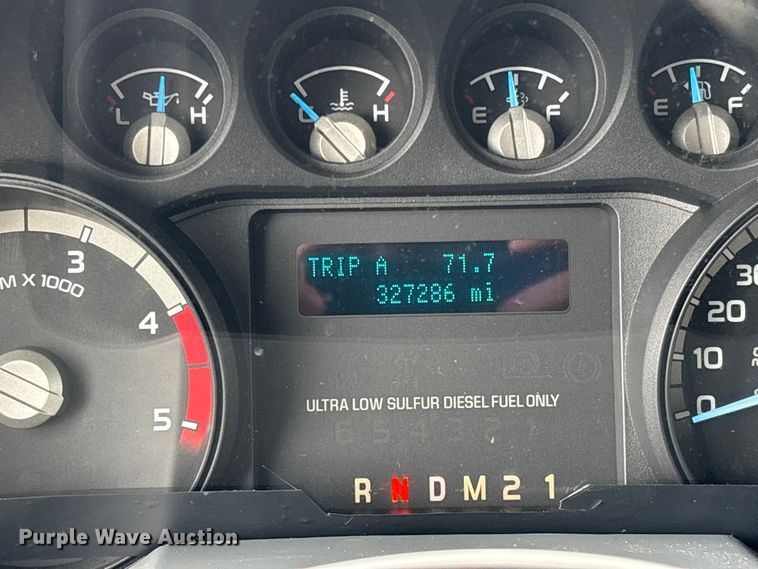 L H
C H
E F
E F
3
M X 1000
4
5
TRIP A 71.7
327286 mi
30
20
10
0
ULTRA LOW SULFUR DIESEL FUEL ONLY
R N D M 2 1
Purple Wave Auction